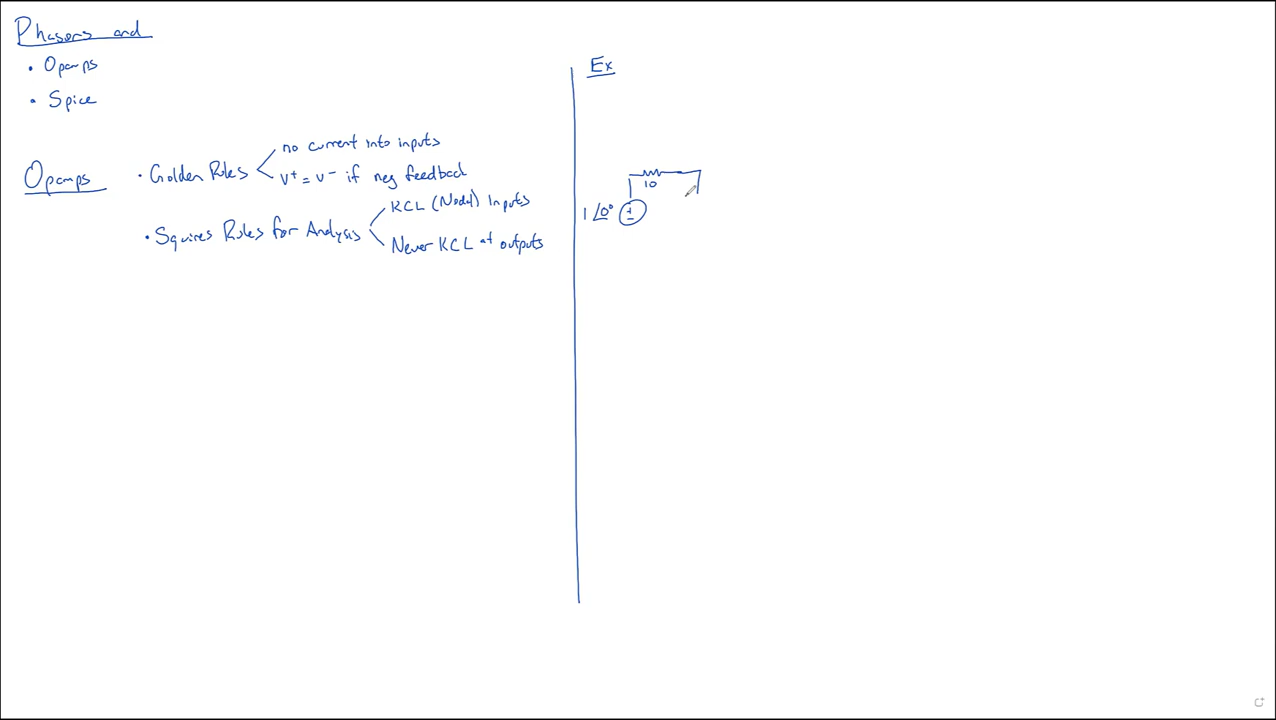 Phasors and
• Opamps
• Spice
Opamps
• Golden Rules
no current into inputs
v+ = v- if neg feedback
• Squires Rules for Analysis
KCL (Nodal) Inputs
Never KCL at outputs
Ex
10
1∠0°
+
-